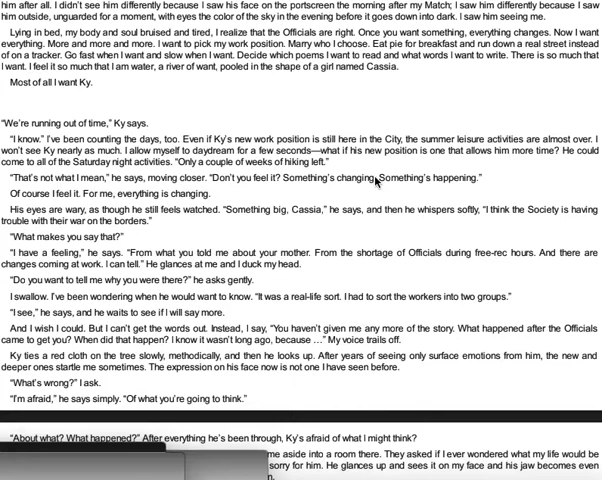 him after all. I didn't see him differently because I saw his face on the portscreen the morning after my Match; I saw him differently because I saw
him outside, unguarded for a moment, with eyes the color of the sky in the evening before it goes down into dark. I saw him seeing me.
Lying in bed, my body and soul bruised and tired, I realize that the Officials are right. Once you want something, everything changes. Now I want
everything. More and more and more. I want to pick my work position. Marry who I choose. Eat pie for breakfast and run down a real street instead
of on a tracker. Go fast when I want and slow when I want. Decide which poems I want to read and what words I want to write. There is so much that
I want. I feel it so much that I am water, a river of want, pooled in the shape of a girl named Cassia.
Most of all I want Ky.
“We're running out of time,” Ky says.
“I know.” I've been counting the days, too. Even if Ky's new work position is still here in the City, the summer leisure activities are almost over. I
won't see Ky nearly as much. I allow myself to daydream for a few seconds—what if his new position is one that allows him more time? He could
come to all of the Saturday night activities. “Only a couple of weeks of hiking left.”
“That's not what I mean,” he says, moving closer. “Don't you feel it? Something's changing. Something's happening.”
Of course I feel it. For me, everything is changing.
His eyes are wary, as though he still feels watched. “Something big, Cassia,” he says, and then he whispers softly, “I think the Society is having
trouble with their war on the borders.”
“What makes you say that?”
“I have a feeling,” he says. “From what you told me about your mother. From the shortage of Officials during free-rec hours. And there are
changes coming at work. I can tell.” He glances at me and I duck my head.
“Do you want to tell me why you were there?” he asks gently.
I swallow. I've been wondering when he would want to know. “It was a real-life sort. I had to sort the workers into two groups.”
“I see,” he says, and he waits to see if I will say more.
And I wish I could. But I can't get the words out. Instead, I say, “You haven't given me any more of the story. What happened after the Officials
came to get you? When did that happen? I know it wasn't long ago, because …” My voice trails off.
Ky ties a red cloth on the tree slowly, methodically, and then he looks up. After years of seeing only surface emotions from him, the new and
deeper ones startle me sometimes. The expression on his face now is not one I have seen before.
“What's wrong?” I ask.
“I'm afraid,” he says simply. “Of what you're going to think.”
“About what? What happened?” After everything he's been through, Ky's afraid of what I might think?
me aside into a room there. They asked if I ever wondered what my life would be
sorry for him. He glances up and sees it on my face and his jaw becomes even